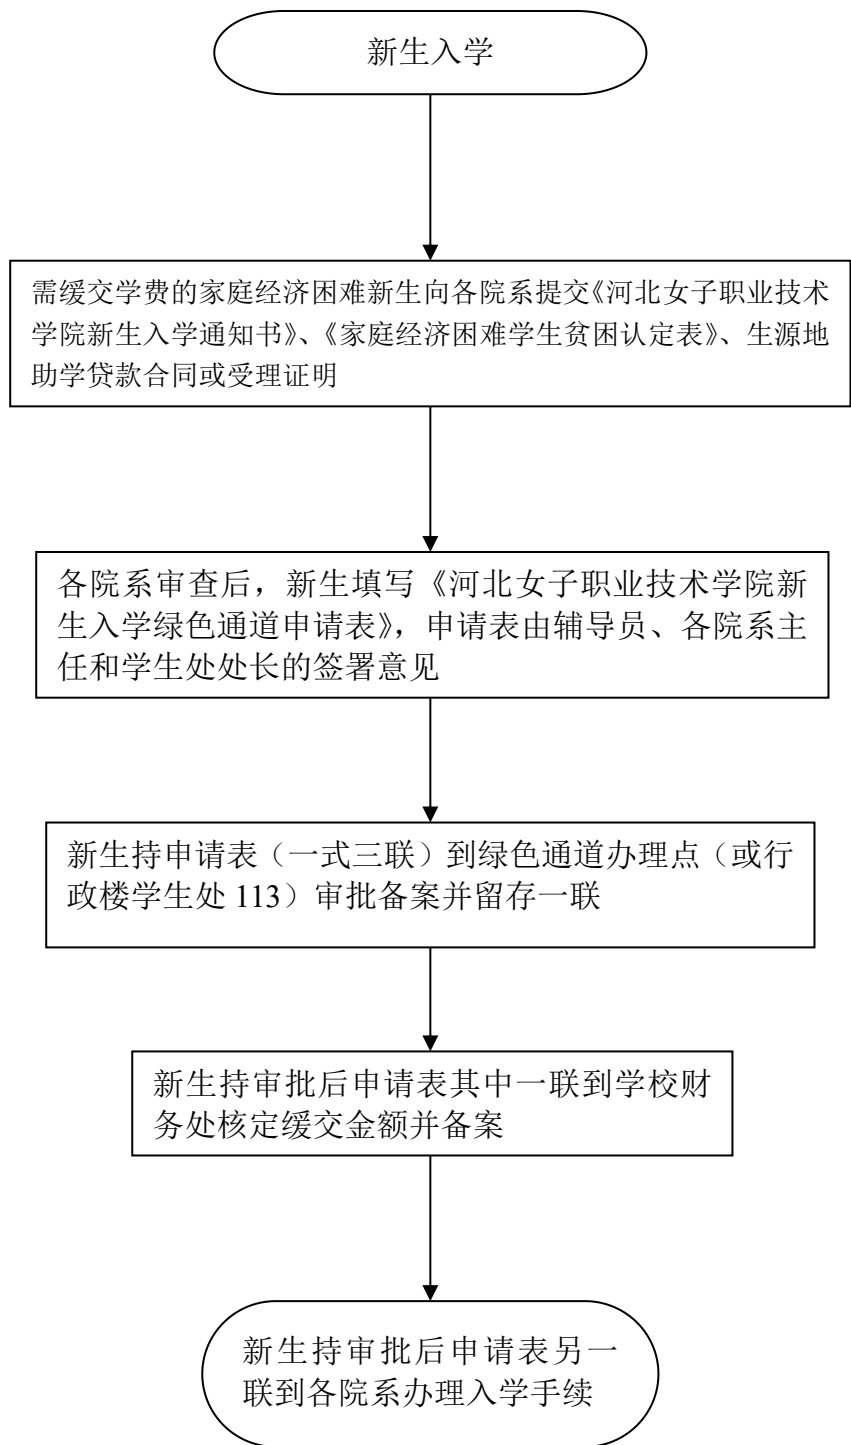 新生入学
需缓交学费的家庭经济困难新生向各院系提交《河北女子职业技术
学院新生入学通知书》、《家庭经济困难学生贫困认定表》、生源地
助学贷款合同或受理证明
各院系审查后，新生填写《河北女子职业技术学院新
生入学绿色通道申请表》，申请表由辅导员、各院系主
任和学生处处长的签署意见
新生持申请表（一式三联）到绿色通道办理点（或行
政楼学生处 113）审批备案并留存一联
新生持审批后申请表其中一联到学校财
务处核定缓交金额并备案
新生持审批后申请表另一
联到各院系办理入学手续